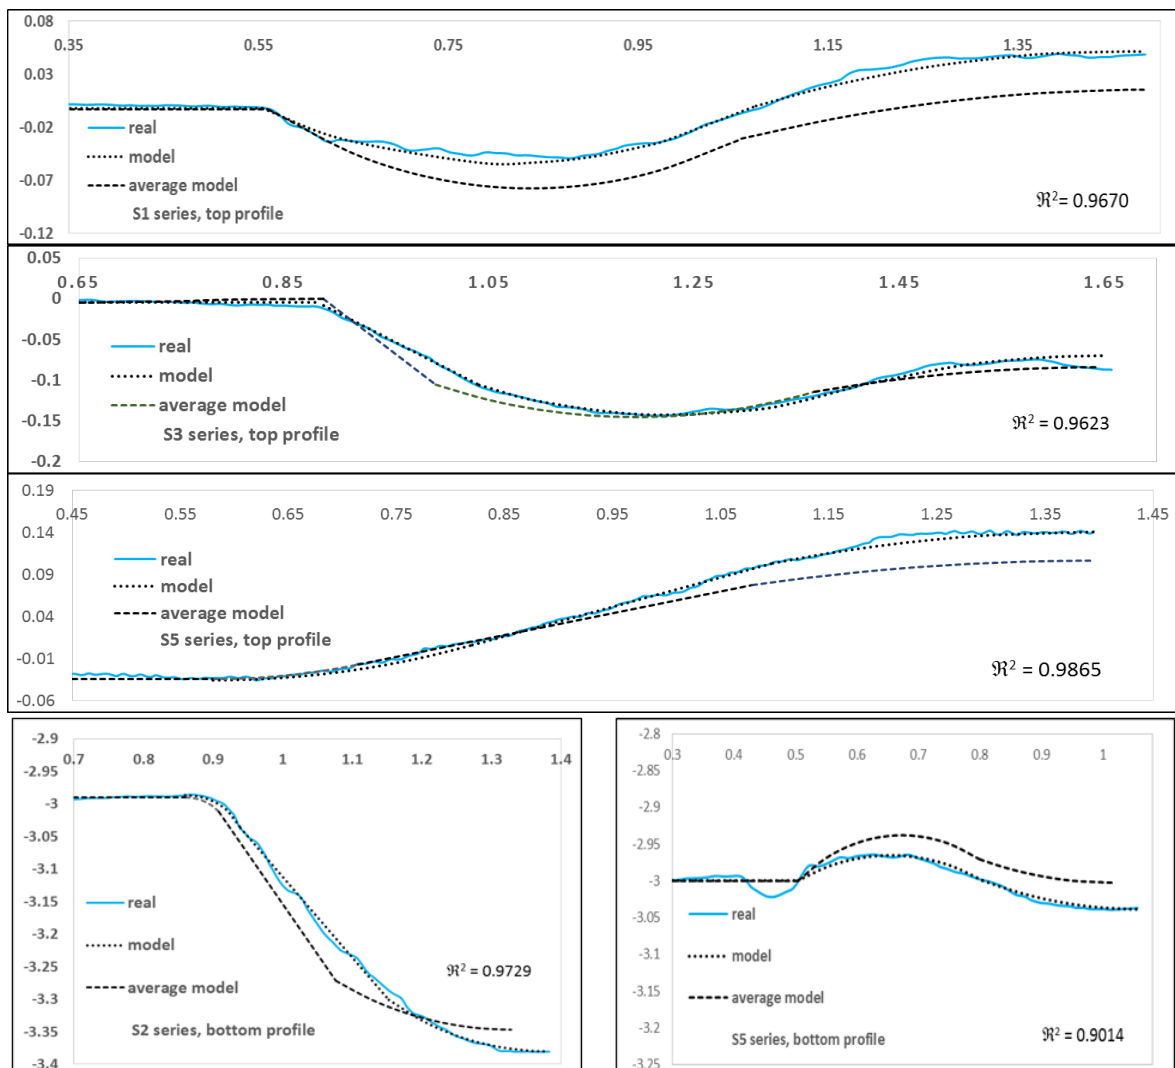 0.08
0.35 0.55 0.75 0.95 1.15 1.35
0.03
-0.02
real
model
-0.07
average model
S1 series, top profile
ℜ²= 0.9670
-0.12
0.05
0.65 0.85 1.05 1.25 1.45 1.65
0
-0.05
real
model
-0.1
average model
-0.15
S3 series, top profile
ℜ² = 0.9623
-0.2
0.19
0.45 0.55 0.65 0.75 0.85 0.95 1.05 1.15 1.25 1.35 1.45
0.14
real
0.09
model
average model
0.04
S5 series, top profile
-0.01
ℜ² = 0.9865
-0.06
-2.9
0.7 0.8 0.9 1 1.1 1.2 1.3 1.4
-2.95
-3
-3.05
-3.1
-3.15
real
-3.2
model
-3.25
ℜ² = 0.9729
average model
-3.3
S2 series, bottom profile
-3.35
-3.4
-2.8
0.3 0.4 0.5 0.6 0.7 0.8 0.9 1
-2.85
-2.9
-2.95
-3
real
-3.05
model
-3.1
average model
-3.15
S5 series, bottom profile
ℜ² = 0.9014
-3.2
-3.25